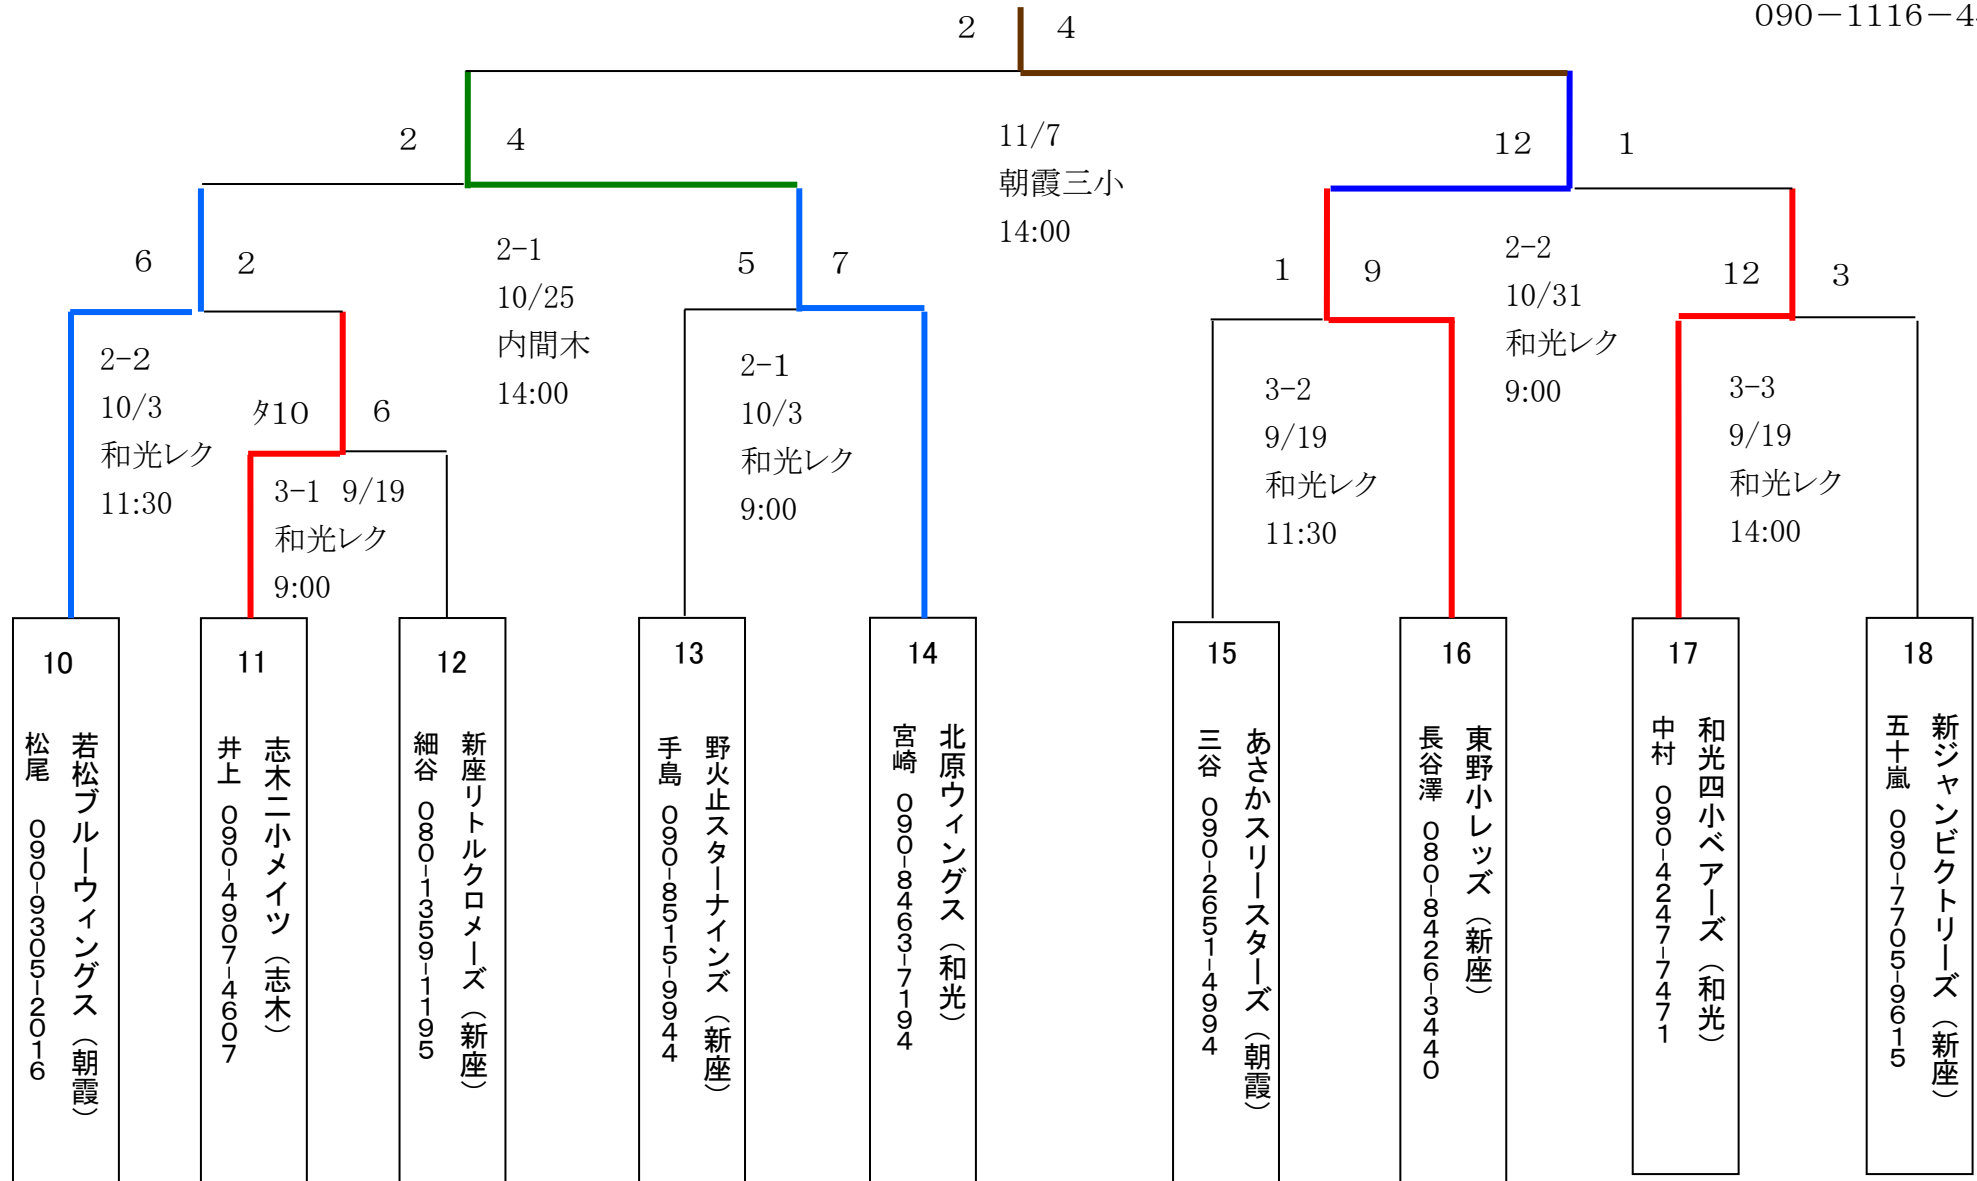 090－1116－4
2 4
2 4
11/7
朝霞三小
14:00
12 1
6 2
2-1
10/25
内間木
14:00
5 7
1 9
2-2
10/31
和光レク
9:00
12 3
2-2
10/3
和光レク
11:30
ﾀ10 6
3-1 9/19
和光レク
9:00
2-1
10/3
和光レク
9:00
3-2
9/19
和光レク
11:30
3-3
9/19
和光レク
14:00
10
若松ブルーウィングス（朝霞）
松尾 090-9305-2016
11
志木二小メイツ（志木）
井上 090-4907-4607
12
新座リトルクロメーズ（新座）
細谷 080-1359-1195
13
野火止スターナインズ（新座）
手島 090-8515-9944
14
北原ウィングス（和光）
宮崎 090-8463-7194
15
あさかスリースターズ（朝霞）
三谷 090-2651-4994
16
東野小レッズ（新座）
長谷澤 080-8426-3440
17
和光四小ベアーズ（和光）
中村 090-4247-7471
18
新ジャンビクトリーズ（新座）
五十嵐 090-7705-9615